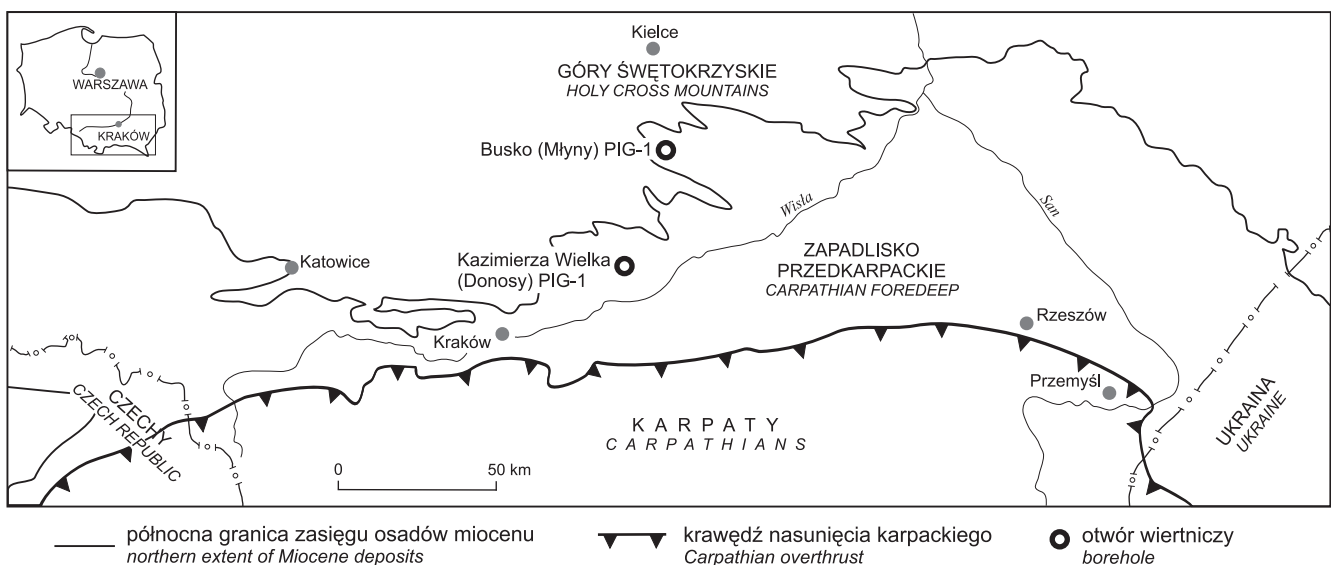 WARSZAWA
KRAKÓW
Kielce
GÓRY ŚWĘTOKRZYSKIE
HOLY CROSS MOUNTAINS
Busko (Młyny) PIG-1
Wisła
San
Katowice
Kazimierza Wielka
(Donosy) PIG-1
ZAPADLISKO
PRZEDKARPACKIE
CARPATHIAN FOREDEEP
Kraków
Rzeszów
Przemyśl
CZECHY
CZECH REPUBLIC
KARPATY
CARPATHIANS
UKRAINA
UKRAINE
0 50 km
północna granica zasięgu osadów miocenu
northern extent of Miocene deposits
krawędź nasunięcia karpackiego
Carpathian overthrust
otwór wiertniczy
borehole